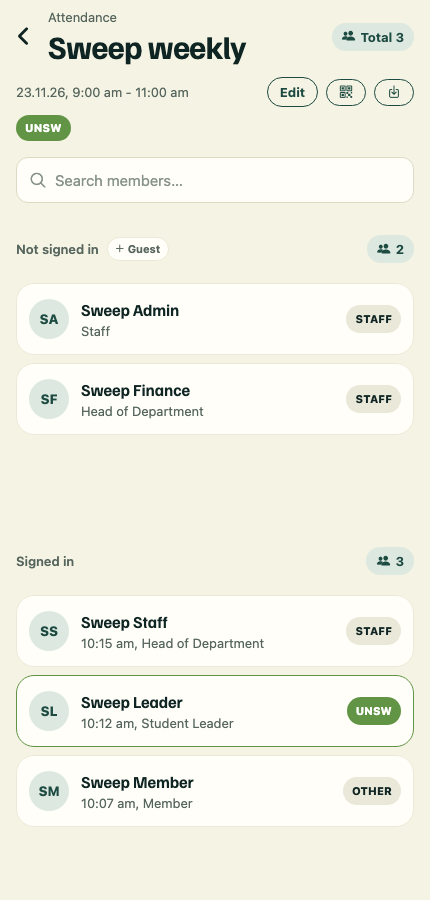 Attendance
Sweep weekly
Total 3
23.11.26, 9:00 am - 11:00 am
Edit
UNSW
Search members...
Not signed in
+ Guest
2
SA
Sweep Admin
Staff
STAFF
SF
Sweep Finance
Head of Department
STAFF
Signed in
3
SS
Sweep Staff
10:15 am, Head of Department
STAFF
SL
Sweep Leader
10:12 am, Student Leader
UNSW
SM
Sweep Member
10:07 am, Member
OTHER